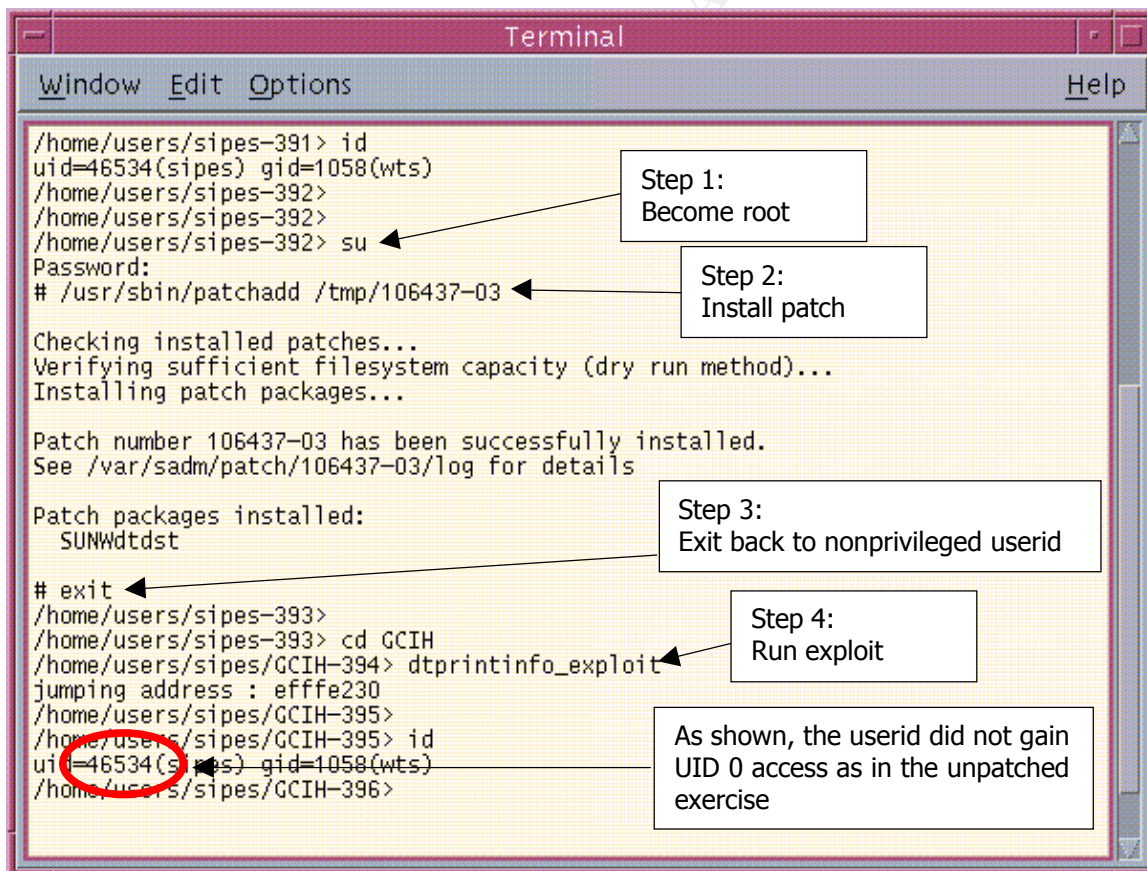 Terminal
Window Edit Options Help
/home/users/sipes-391> id
uid=46534(sipes) gid=1058(wts)
/home/users/sipes-392>
/home/users/sipes-392>
/home/users/sipes-392> su
Password:
# /usr/sbin/patchadd /tmp/106437-03
Checking installed patches...
Verifying sufficient filesystem capacity (dry run method)...
Installing patch packages...
Patch number 106437-03 has been successfully installed.
See /var/sadm/patch/106437-03/log for details
Patch packages installed:
SUNWdtdst
# exit
/home/users/sipes-393>
/home/users/sipes-393> cd GCIH
/home/users/sipes/GCIH-394> dtprintinfo_exploit
jumping address : efffe230
/home/users/sipes/GCIH-395>
/home/users/sipes/GCIH-395> id
uid=46534(sipes) gid=1058(wts)
/home/users/sipes/GCIH-396>
Step 1:
Become root
Step 2:
Install patch
Step 3:
Exit back to nonprivileged userid
Step 4:
Run exploit
As shown, the userid did not gain
UID 0 access as in the unpatched
exercise